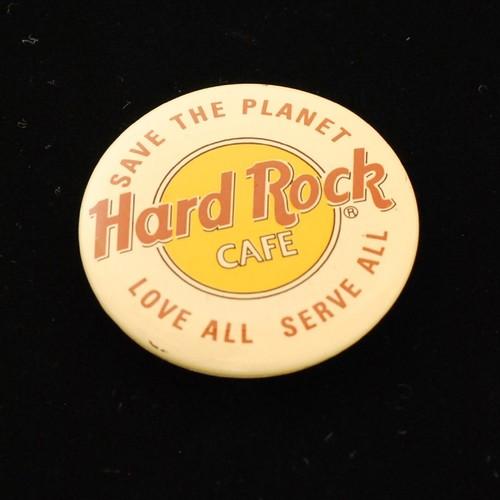 SAVE THE PLANET
Hard Rock
®
CAFE
LOVE ALL SERVE ALL